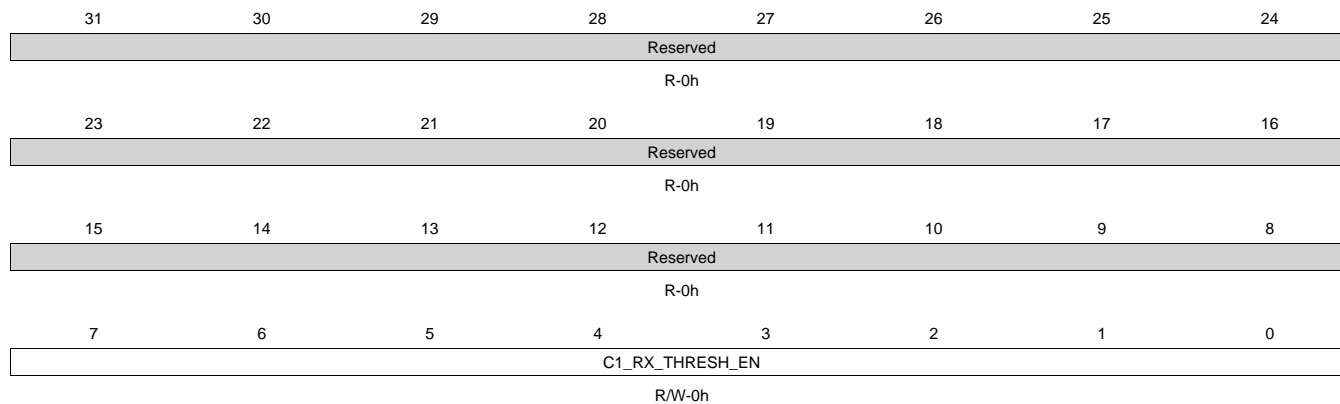 31 30 29 28 27 26 25 24
Reserved
R-0h
23 22 21 20 19 18 17 16
Reserved
R-0h
15 14 13 12 11 10 9 8
Reserved
R-0h
7 6 5 4 3 2 1 0
C1_RX_THRESH_EN
R/W-0h